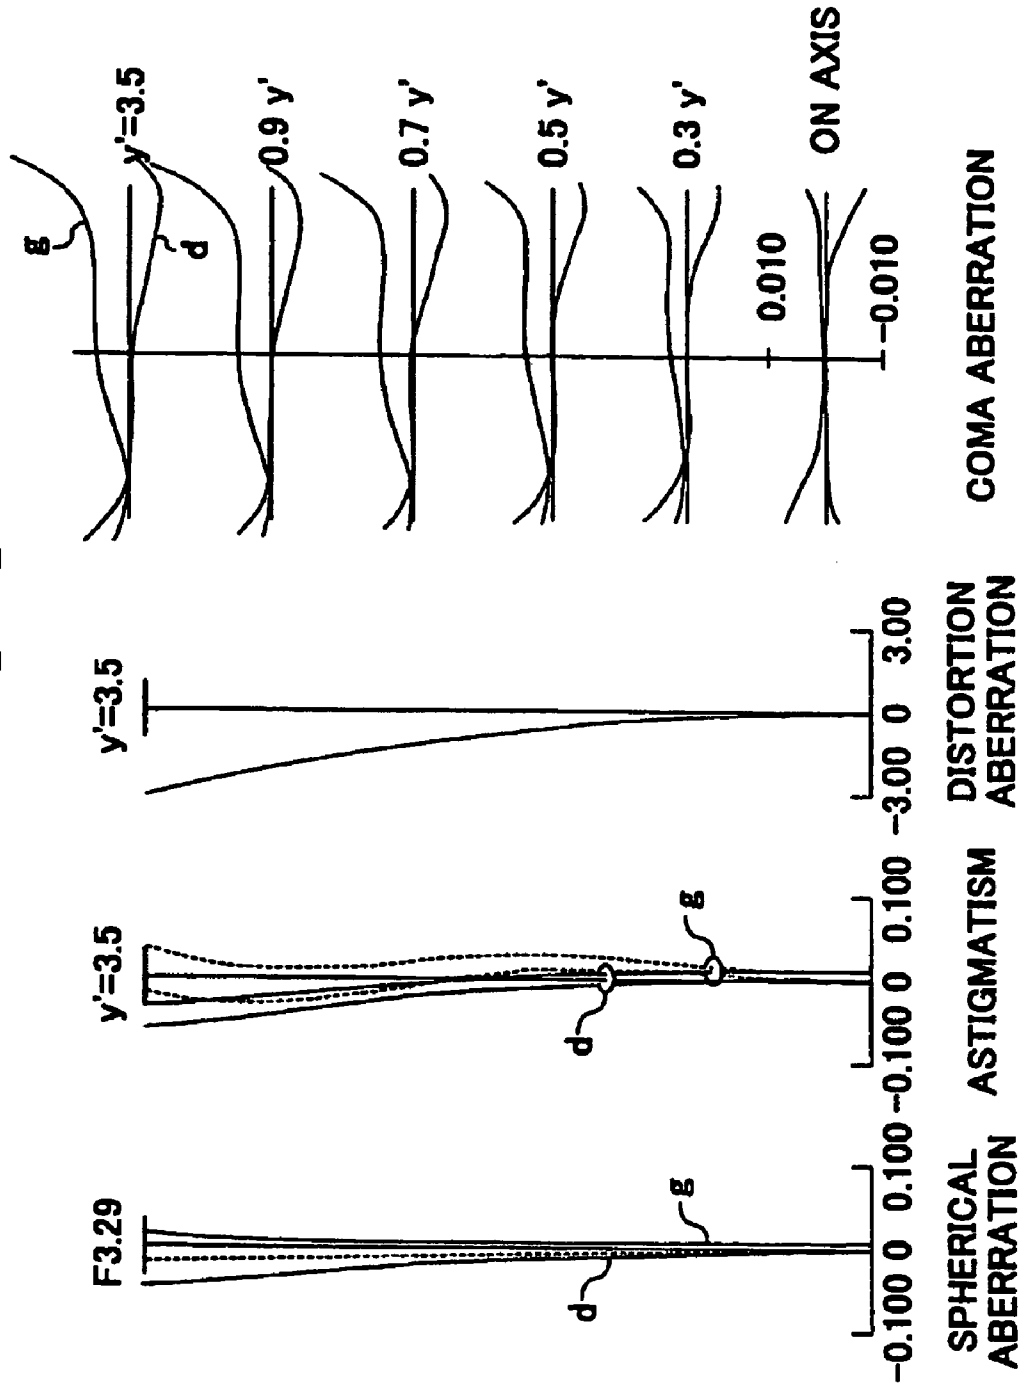 F3.29
d
g
−0.100 0 0.100
SPHERICAL
ABERRATION
y'=3.5
d
g
−0.100 0 0.100
ASTIGMATISM
y'=3.5
−3.00 0 3.00
DISTORTION
ABERRATION
g
d
y'=3.5
0.9 y'
0.7 y'
0.5 y'
0.3 y'
0.010
ON AXIS
−0.010
COMA ABERRATION